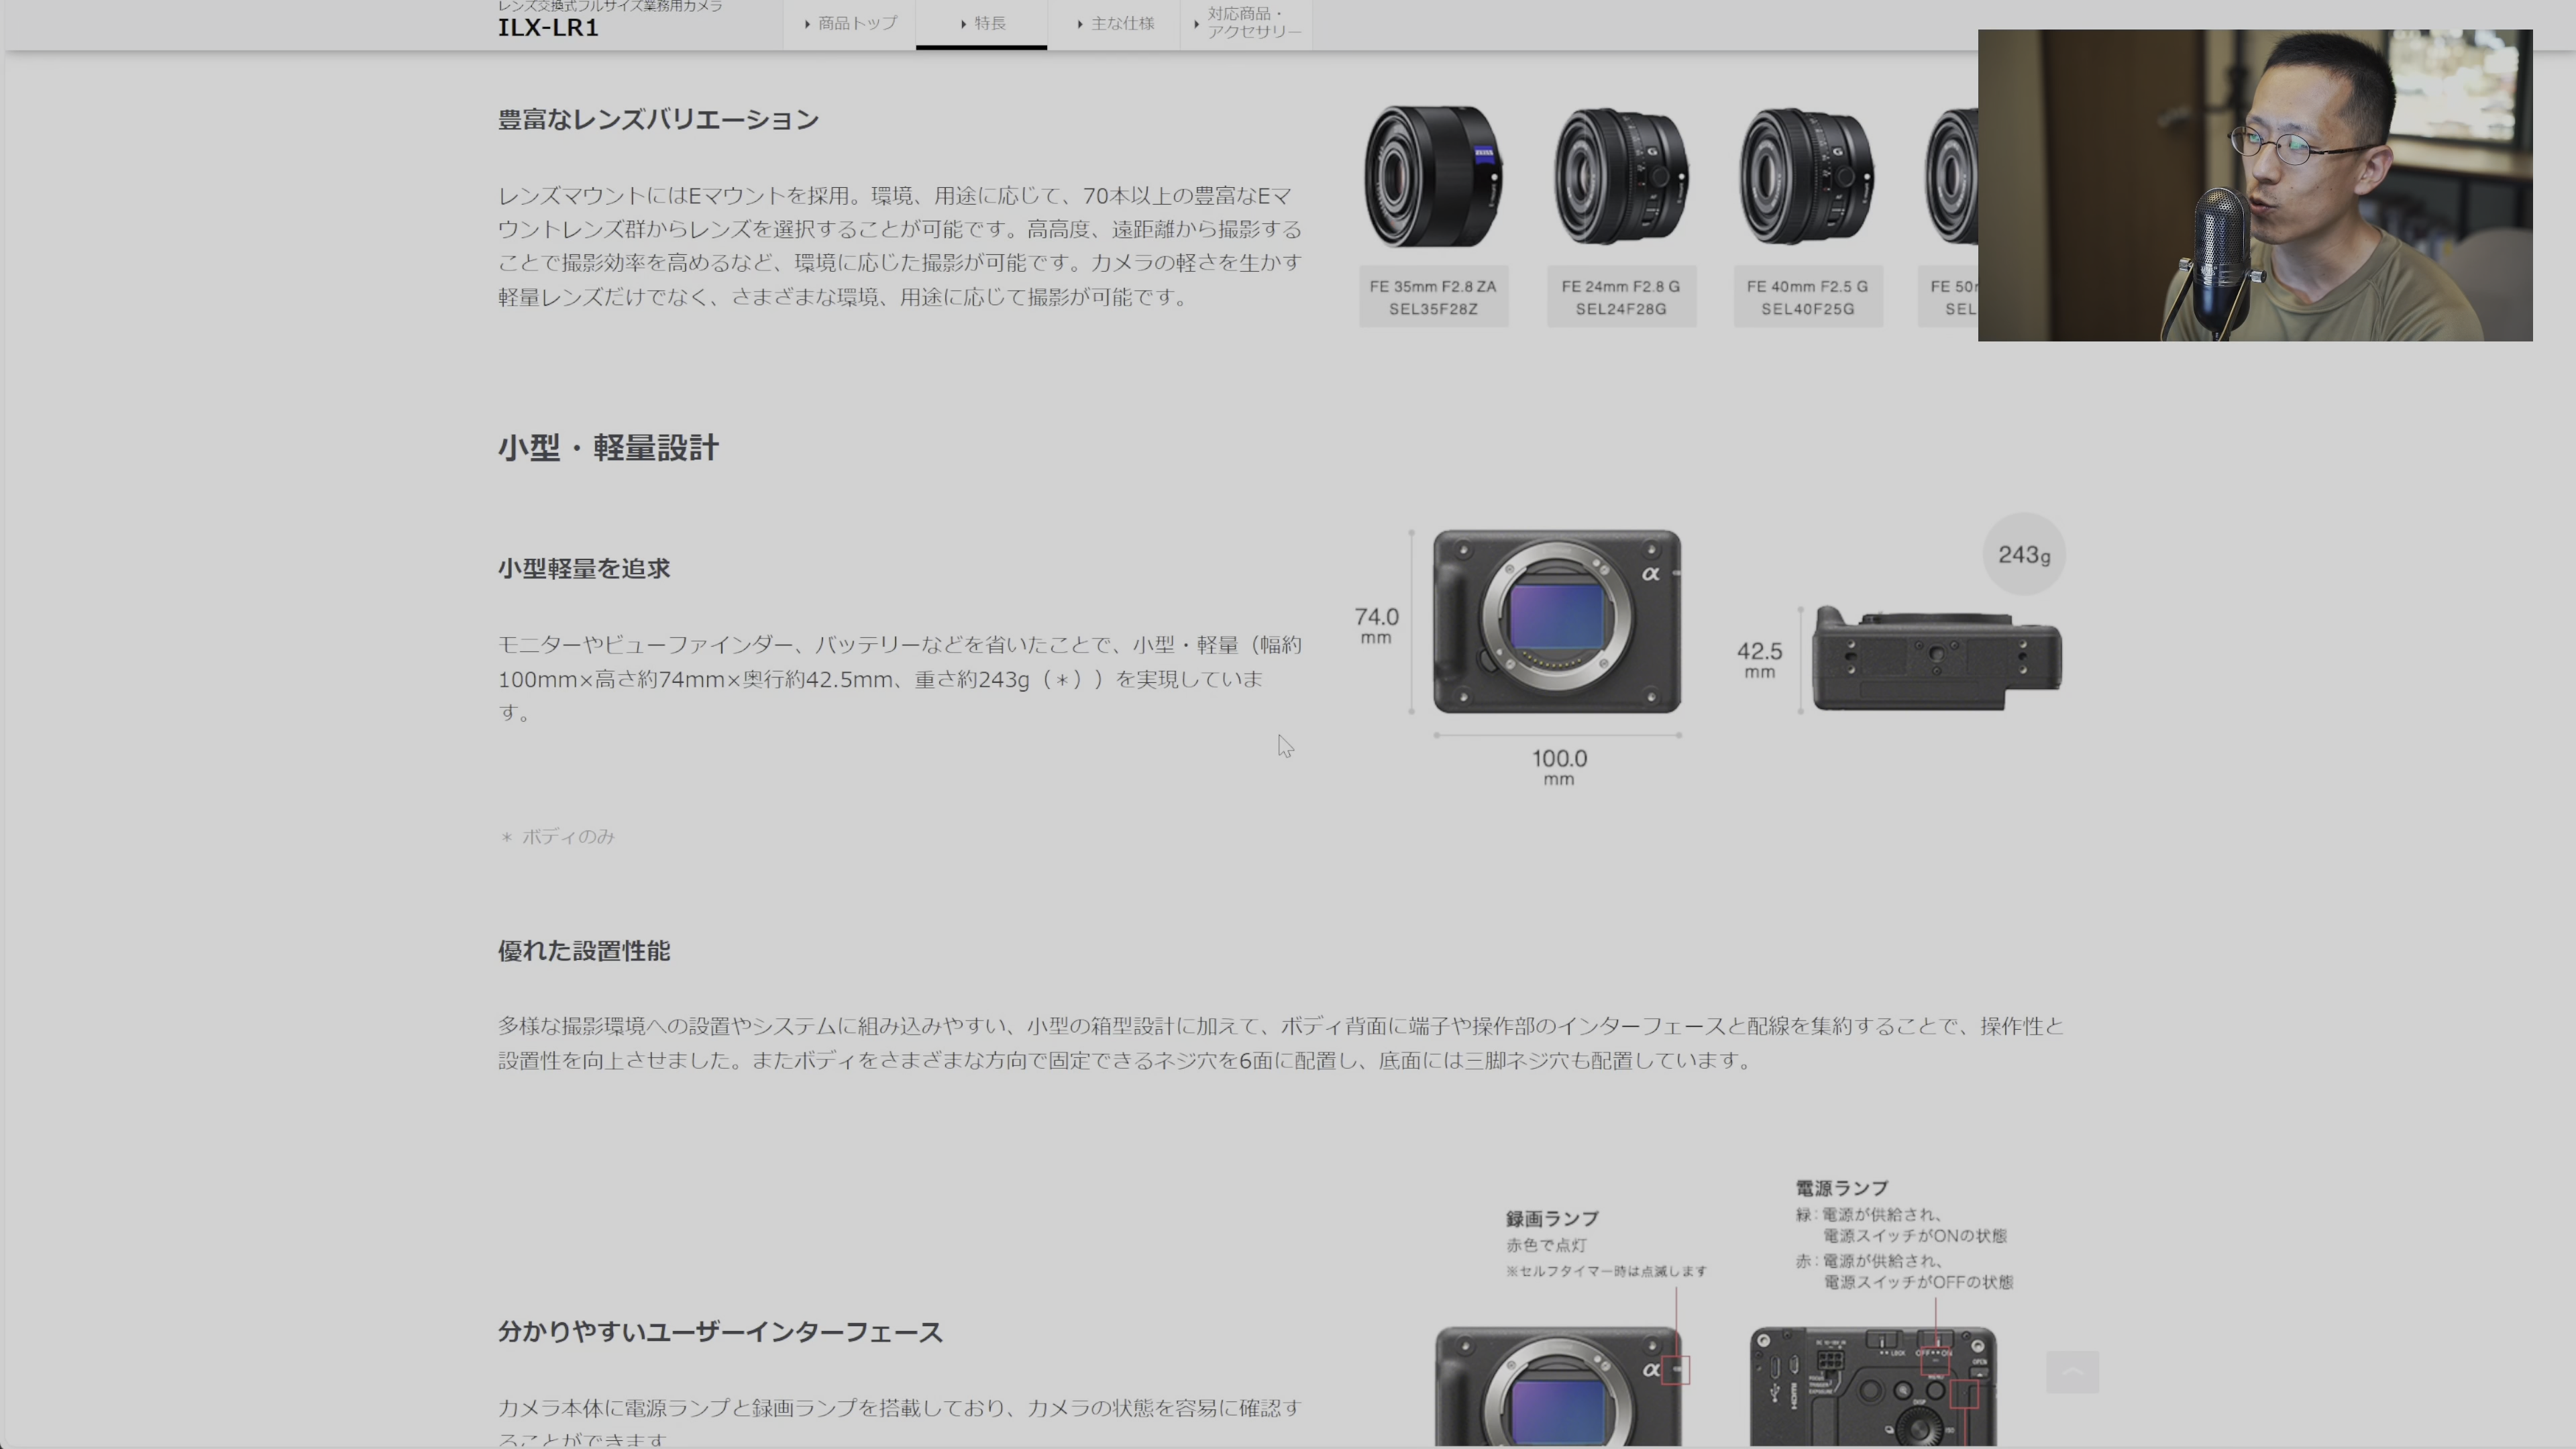 レンズ交換式フルサイズ業務用カメラ
ILX-LR1
商品トップ
特長
主な仕様
対応商品・
アクセサリー
豊富なレンズバリエーション
レンズマウントにはEマウントを採用。環境、用途に応じて、70本以上の豊富なEマ
ウントレンズ群からレンズを選択することが可能です。高高度、遠距離から撮影する
ことで撮影効率を高めるなど、環境に応じた撮影が可能です。カメラの軽さを生かす
軽量レンズだけでなく、さまざまな環境、用途に応じて撮影が可能です。
FE 35mm F2.8 ZA
SEL35F28Z
FE 24mm F2.8 G
SEL24F28G
FE 40mm F2.5 G
SEL40F25G
FE 50
SEL
小型・軽量設計
小型軽量を追求
モニターやビューファインダー、バッテリーなどを省いたことで、小型・軽量（幅約
100mm×高さ約74mm×奥行約42.5mm、重さ約243g（＊））を実現していま
す。
＊ ボディのみ
α
74.0
mm
100.0
mm
42.5
mm
243g
優れた設置性能
多様な撮影環境への設置やシステムに組み込みやすい、小型の箱型設計に加えて、ボディ背面に端子や操作部のインターフェースと配線を集約することで、操作性と
設置性を向上させました。またボディをさまざまな方向で固定できるネジ穴を6面に配置し、底面には三脚ネジ穴も配置しています。
分かりやすいユーザーインターフェース
カメラ本体に電源ランプと録画ランプを搭載しており、カメラの状態を容易に確認す
ることができます
録画ランプ
赤色で点灯
※セルフタイマー時は点滅します
電源ランプ
緑：電源が供給され、
電源スイッチがONの状態
赤：電源が供給され、
電源スイッチがOFFの状態
α
LOCK
OFF
ON
MENU
OPEN
HDMI
DISP
ISO